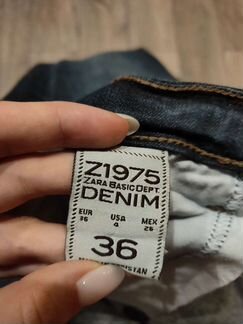 Z1975
ZARA BASIC DEPT.
DENIM
EUR USA MEX
36 4 26
36